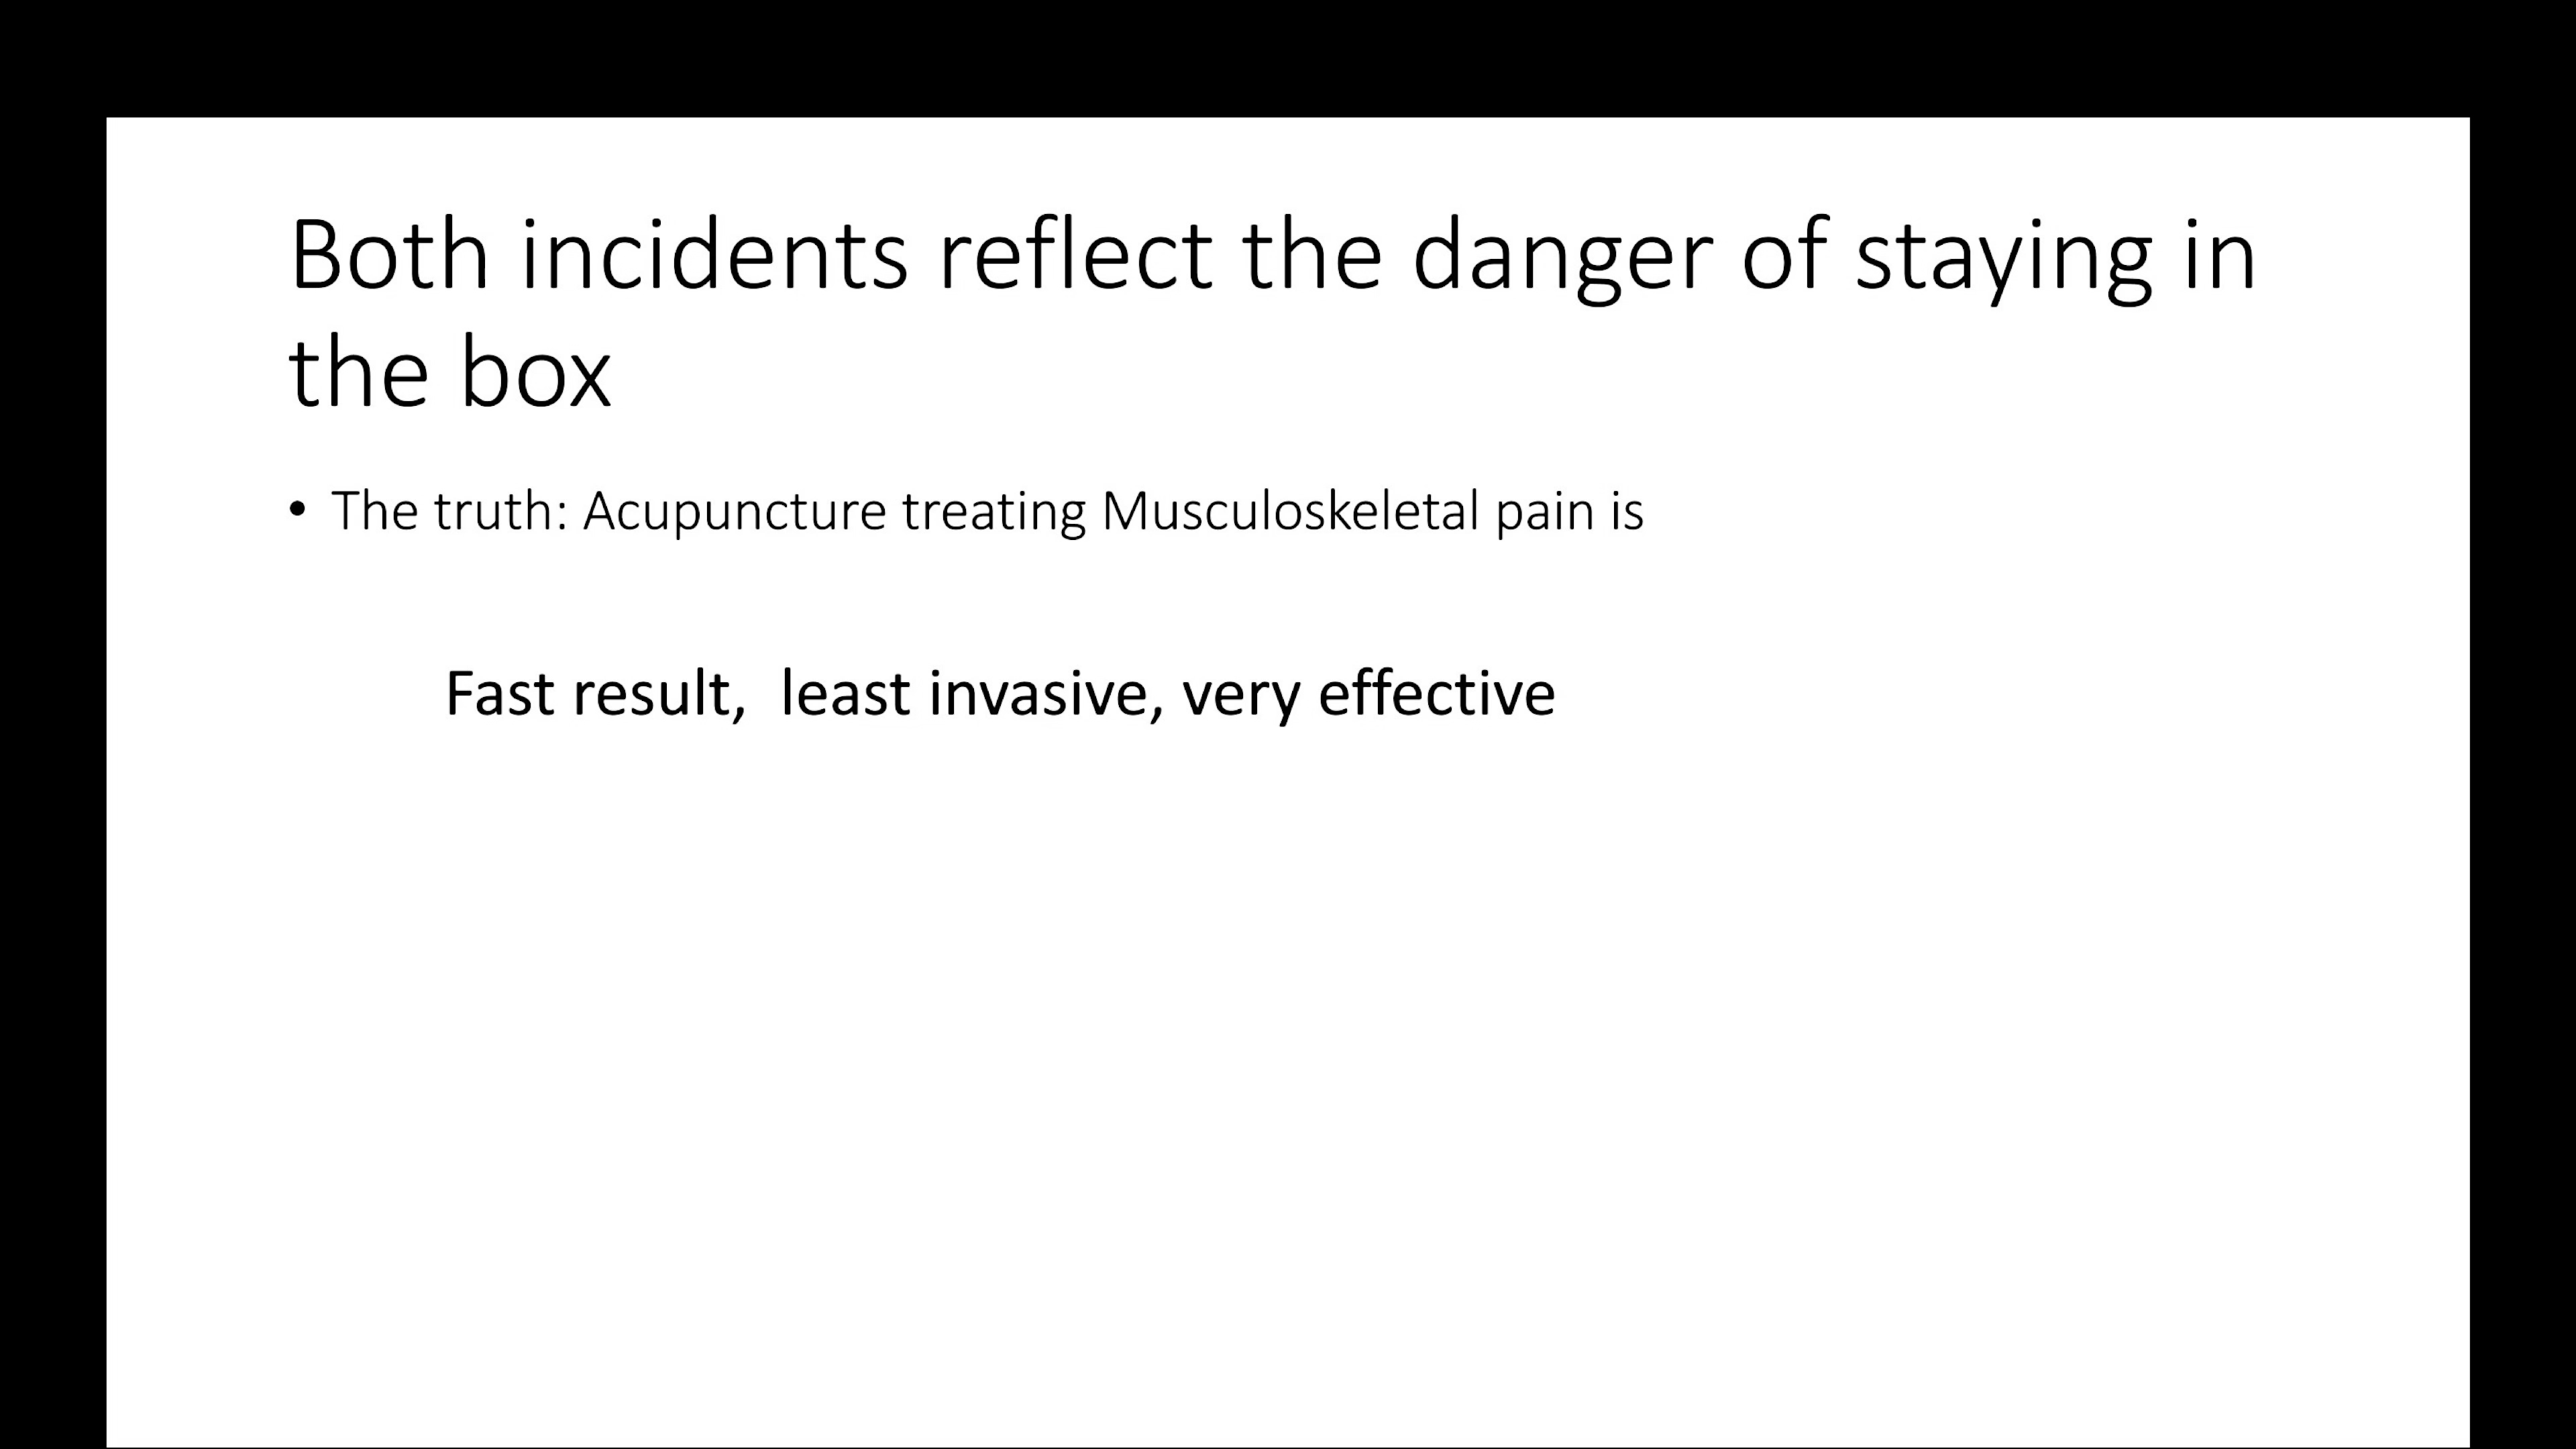 Both incidents reflect the danger of staying in
the box
• The truth: Acupuncture treating Musculoskeletal pain is
Fast result,  least invasive, very effective